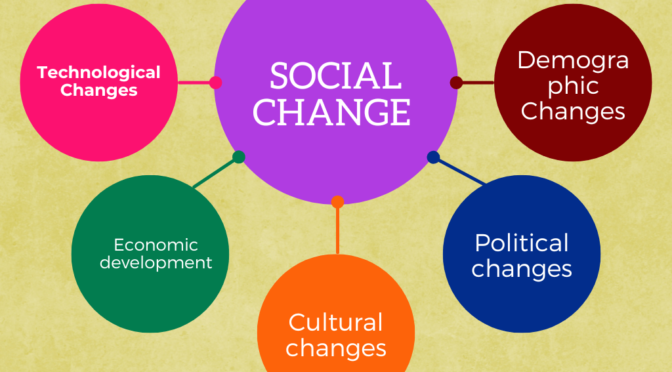 SOCIAL
CHANGE
Technological
Changes
Demogra
phic
Changes
Economic
development
Political
changes
Cultural
changes